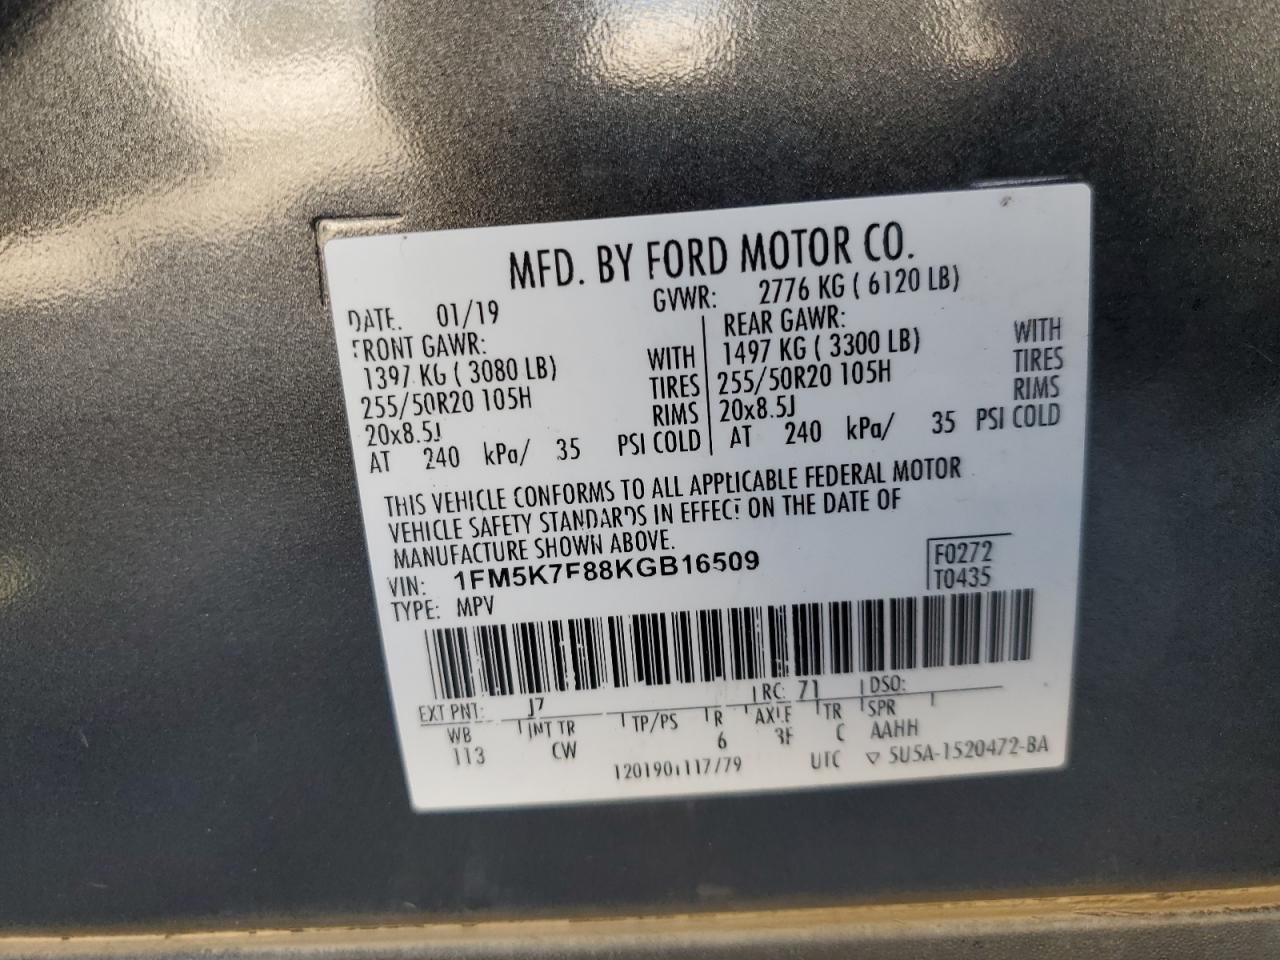 MFD. BY FORD MOTOR CO.
DATE. 01/19 GVWR: 2776 KG ( 6120 LB)
FRONT GAWR: REAR GAWR:
1397 KG ( 3080 LB) WITH 1497 KG ( 3300 LB) WITH
255/50R20 105H TIRES 255/50R20 105H TIRES
20x8.5J RIMS 20x8.5J RIMS
AT 240 kPa/ 35 PSI COLD AT 240 kPa/ 35 PSI COLD
THIS VEHICLE CONFORMS TO ALL APPLICABLE FEDERAL MOTOR
VEHICLE SAFETY STANDARDS IN EFFECT ON THE DATE OF
MANUFACTURE SHOWN ABOVE.
VIN: 1FM5K7F88KGB16509 F0272
TYPE: MPV T0435
EXT PNT: J7 RC: 71 DSO:
WB INT TR TP/PS R AXLE TR SPR
113 CW 6 3F C AAHH
UTC ▽ 5U5A-1520472-BA